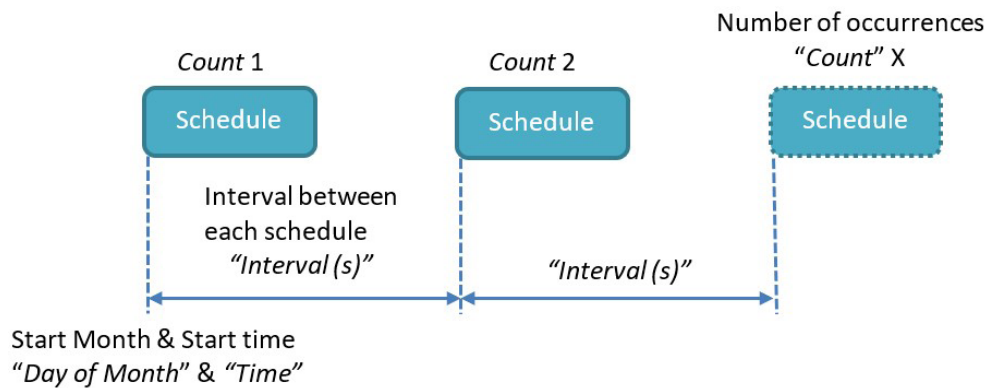 Number of occurrences
“Count” X
Count 1
Count 2
Schedule
Schedule
Schedule
Interval between
each schedule
“Interval (s)”
“Interval (s)”
Start Month & Start time
“Day of Month” & “Time”